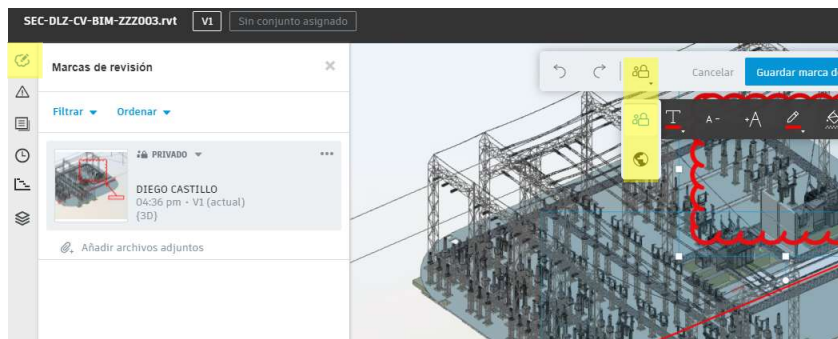 SEC-DLZ-CV-BIM-ZZZ003.rvt V1 Sin conjunto asignado
Marcas de revisión
Cancelar Guardar marca de
Filtrar Ordenar
T A- +A
PRIVADO
DIEGO CASTILLO
04:36 pm - V1 (actual)
{3D}
Añadir archivos adjuntos